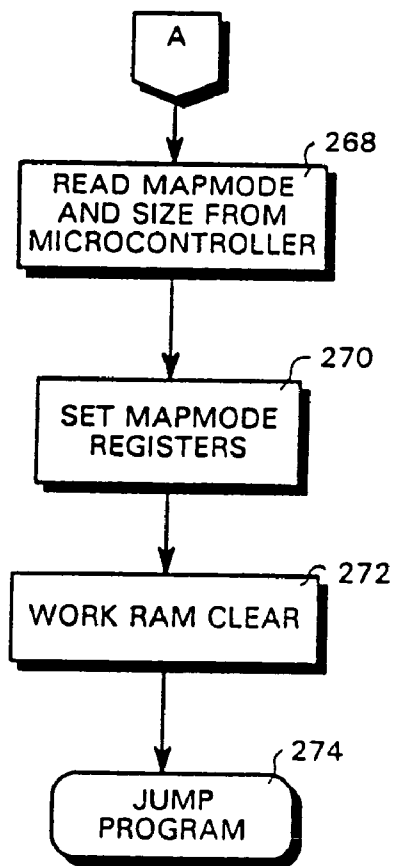 A
268
READ MAPMODE
AND SIZE FROM
MICROCONTROLLER
270
SET MAPMODE
REGISTERS
272
WORK RAM CLEAR
274
JUMP
PROGRAM